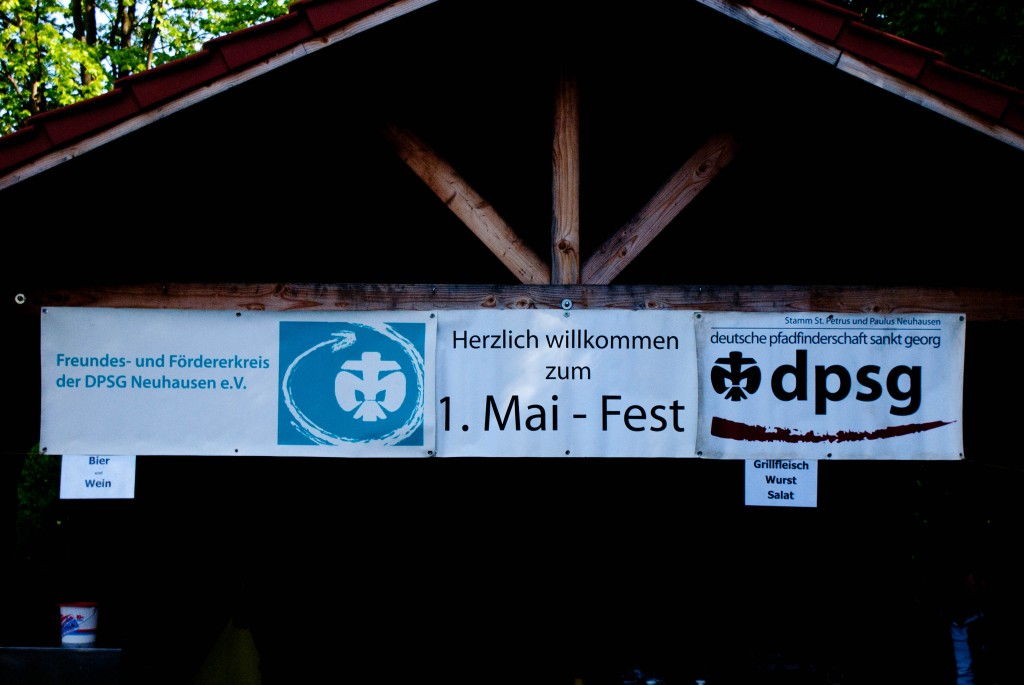 Freundes- und Fördererkreis
der DPSG Neuhausen e.V.
Herzlich willkommen
zum
1. Mai - Fest
Stamm St. Petrus und Paulus Neuhausen
deutsche pfadfinderschaft sankt georg
dpsg
Bier
und
Wein
Grillfleisch
Wurst
Salat